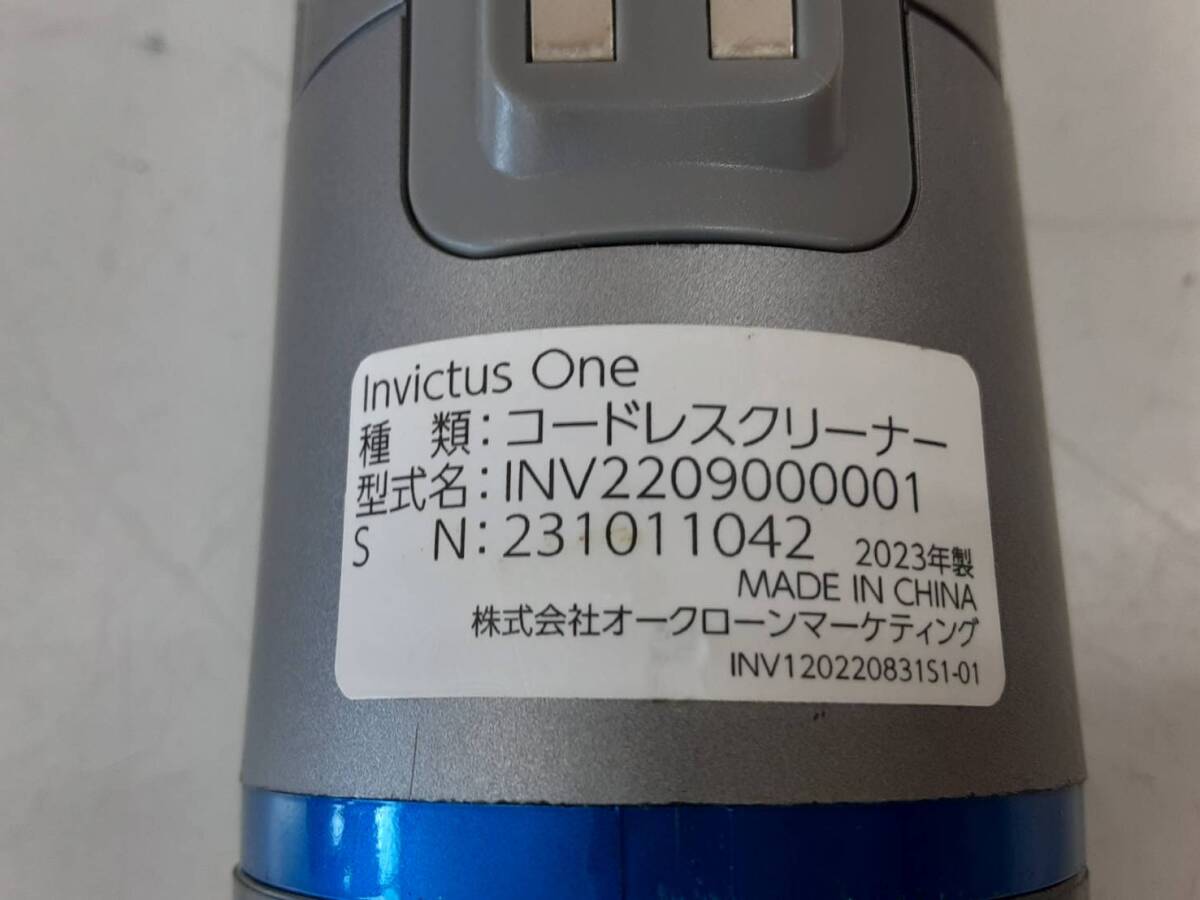 Invictus One
種 類：コードレスクリーナー
型式名：INV2209000001
S N：231011042 2023年製
MADE IN CHINA
株式会社オークローンマーケティング
INV120220831S1-01